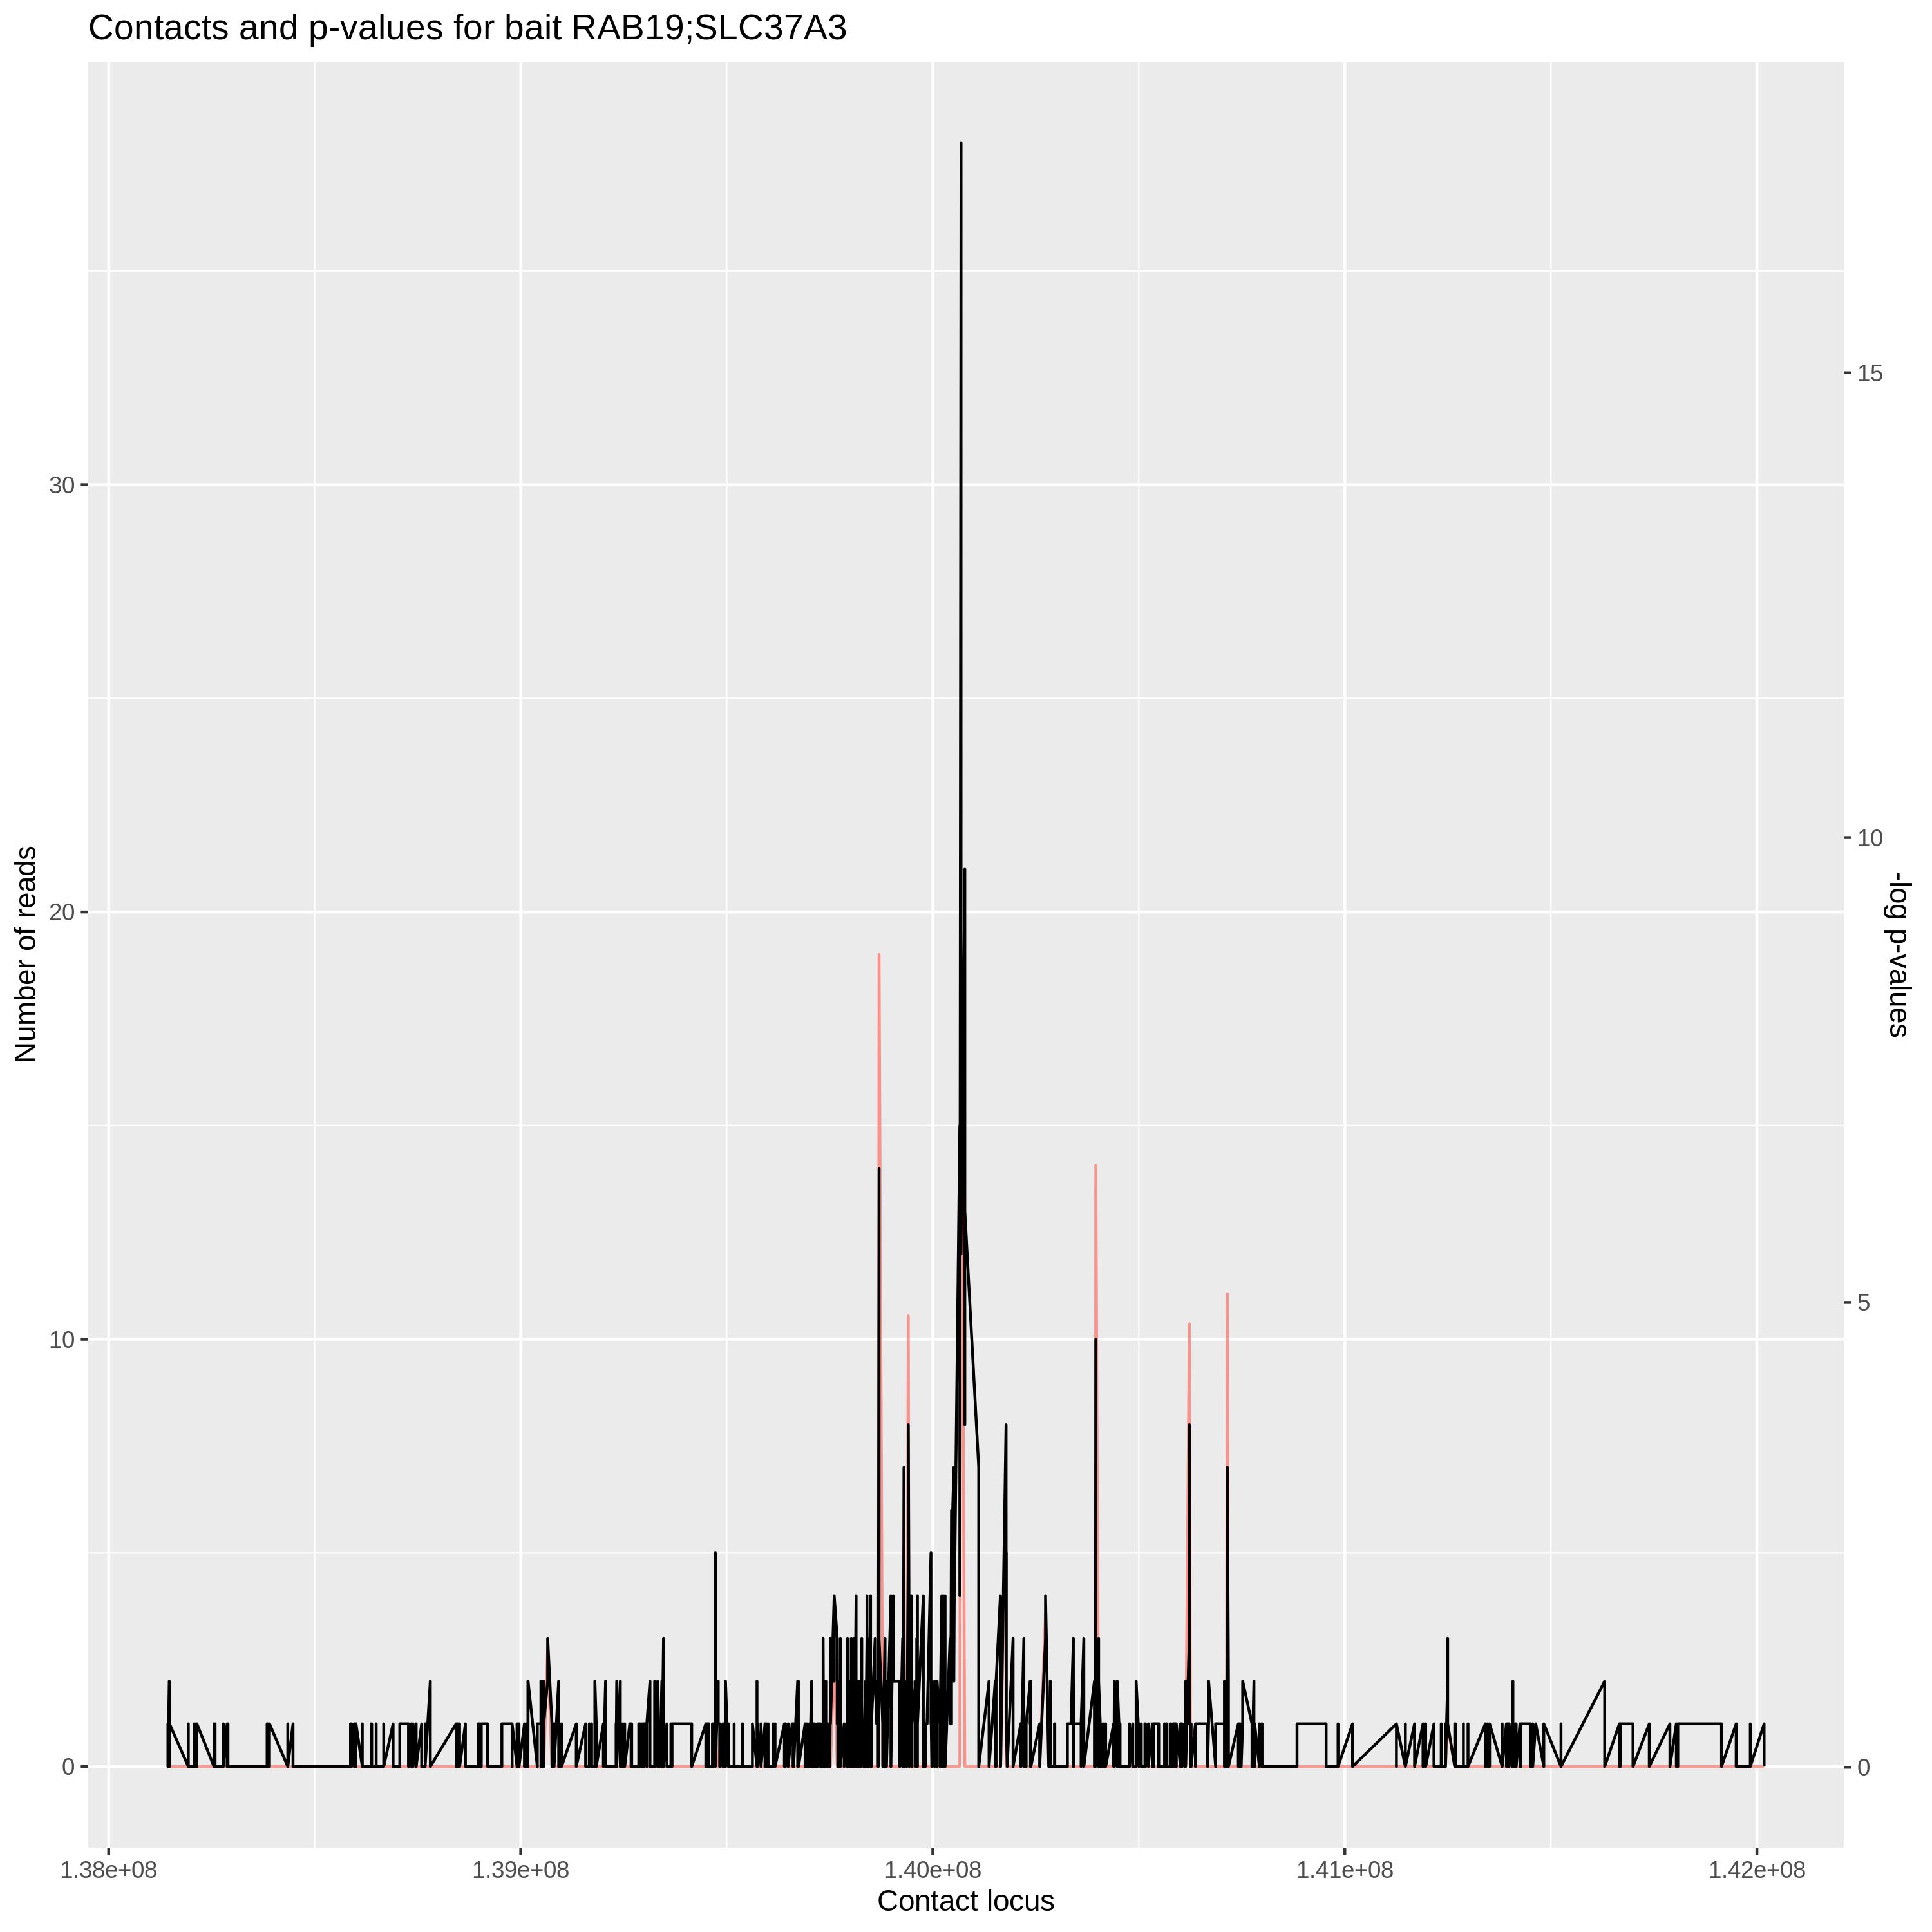 Contacts and p-values for bait RAB19;SLC37A3
Number of reads
30
20
10
0
15
10
5
0
-log p-values
1.38e+08 1.39e+08 1.40e+08 1.41e+08 1.42e+08
Contact locus